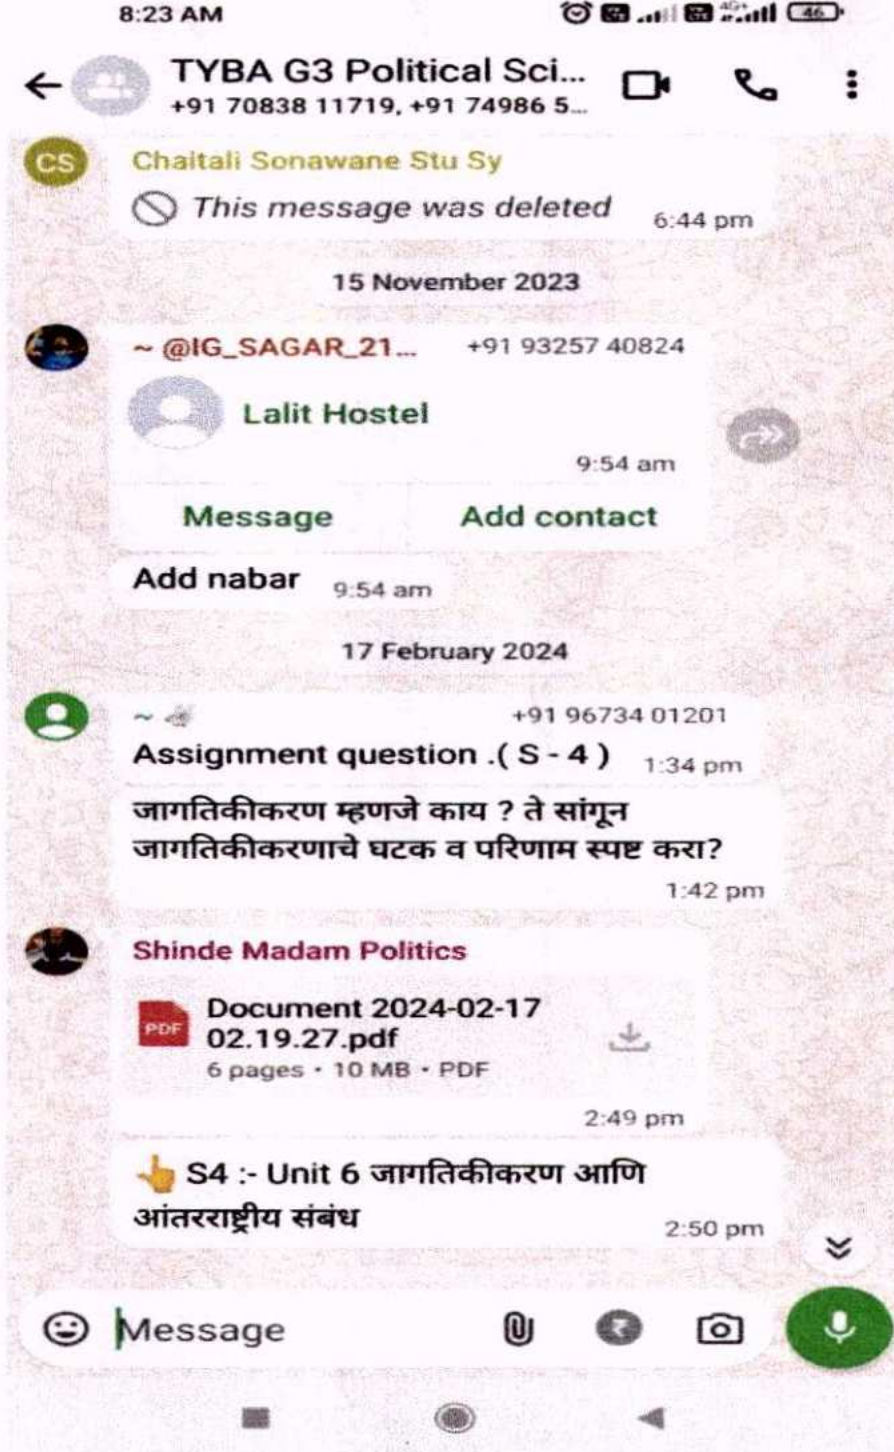 8:23 AM
4G+
46
TYBA G3 Political Sci...
+91 70838 11719, +91 74986 5...
CS
Chaitali Sonawane Stu Sy
This message was deleted 6:44 pm
15 November 2023
~ @IG_SAGAR_21... +91 93257 40824
Lalit Hostel
9:54 am
Message Add contact
Add nabar 9:54 am
17 February 2024
~ +91 96734 01201
Assignment question .( S - 4 ) 1:34 pm
जागतिकीकरण म्हणजे काय ? ते सांगून
जागतिकीकरणाचे घटक व परिणाम स्पष्ट करा?
1:42 pm
Shinde Madam Politics
PDF
Document 2024-02-17
02.19.27.pdf
6 pages • 10 MB • PDF
2:49 pm
👆 S4 :- Unit 6 जागतिकीकरण आणि
आंतरराष्ट्रीय संबंध 2:50 pm
Message
₹